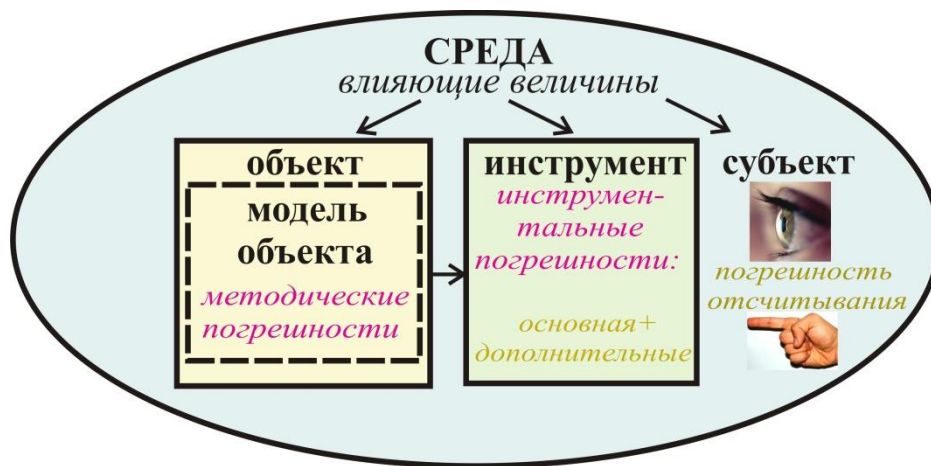 СРЕДА
влияющие величины
объект
модель
объекта
методические
погрешности
инструмент
инструмен-
тальные
погрешности:
основная+
дополнительные
субъект
погрешность
отсчитывания